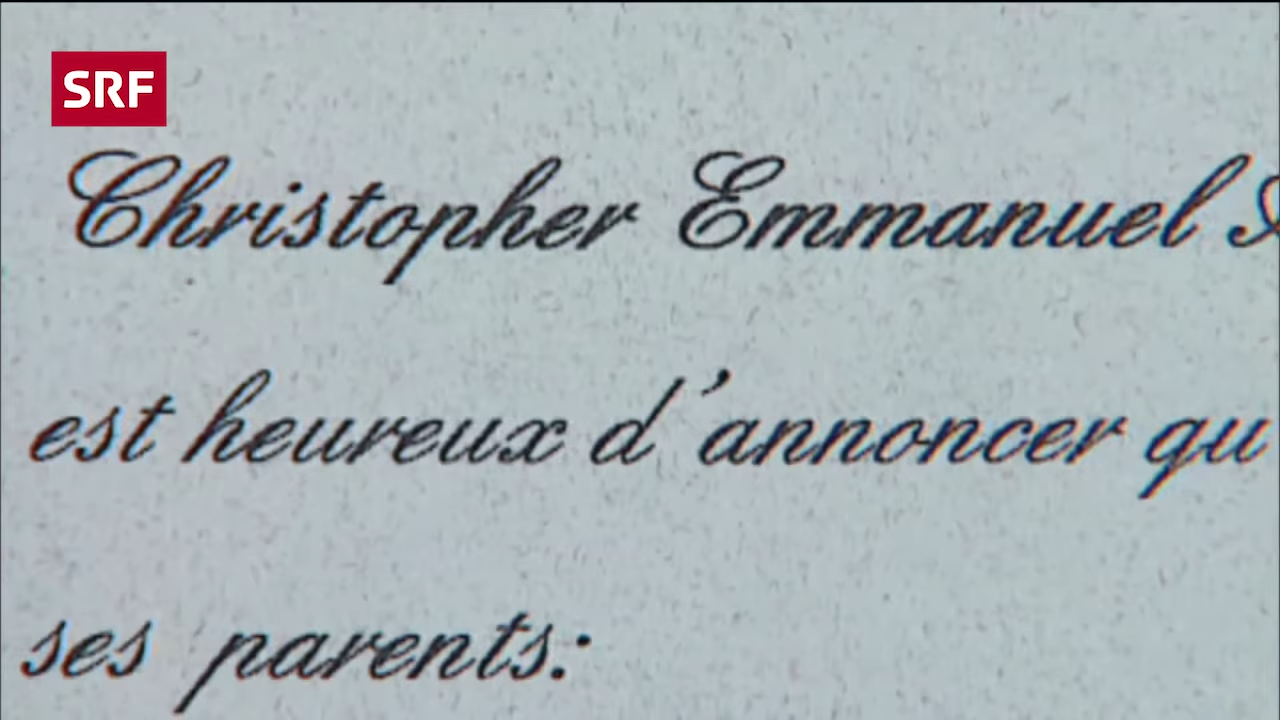 SRF
Christopher Emmanuel
est heureux d'annoncer qu
ses parents: